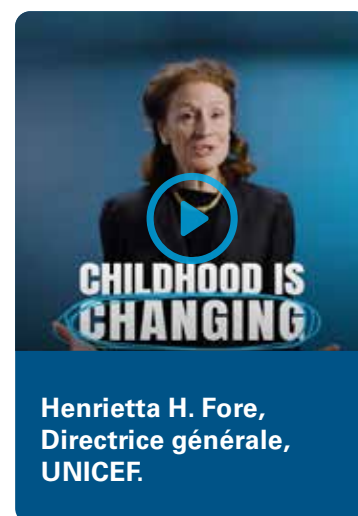 CHILDHOOD IS
CHANGING
Henrietta H. Fore,
Directrice générale,
UNICEF.